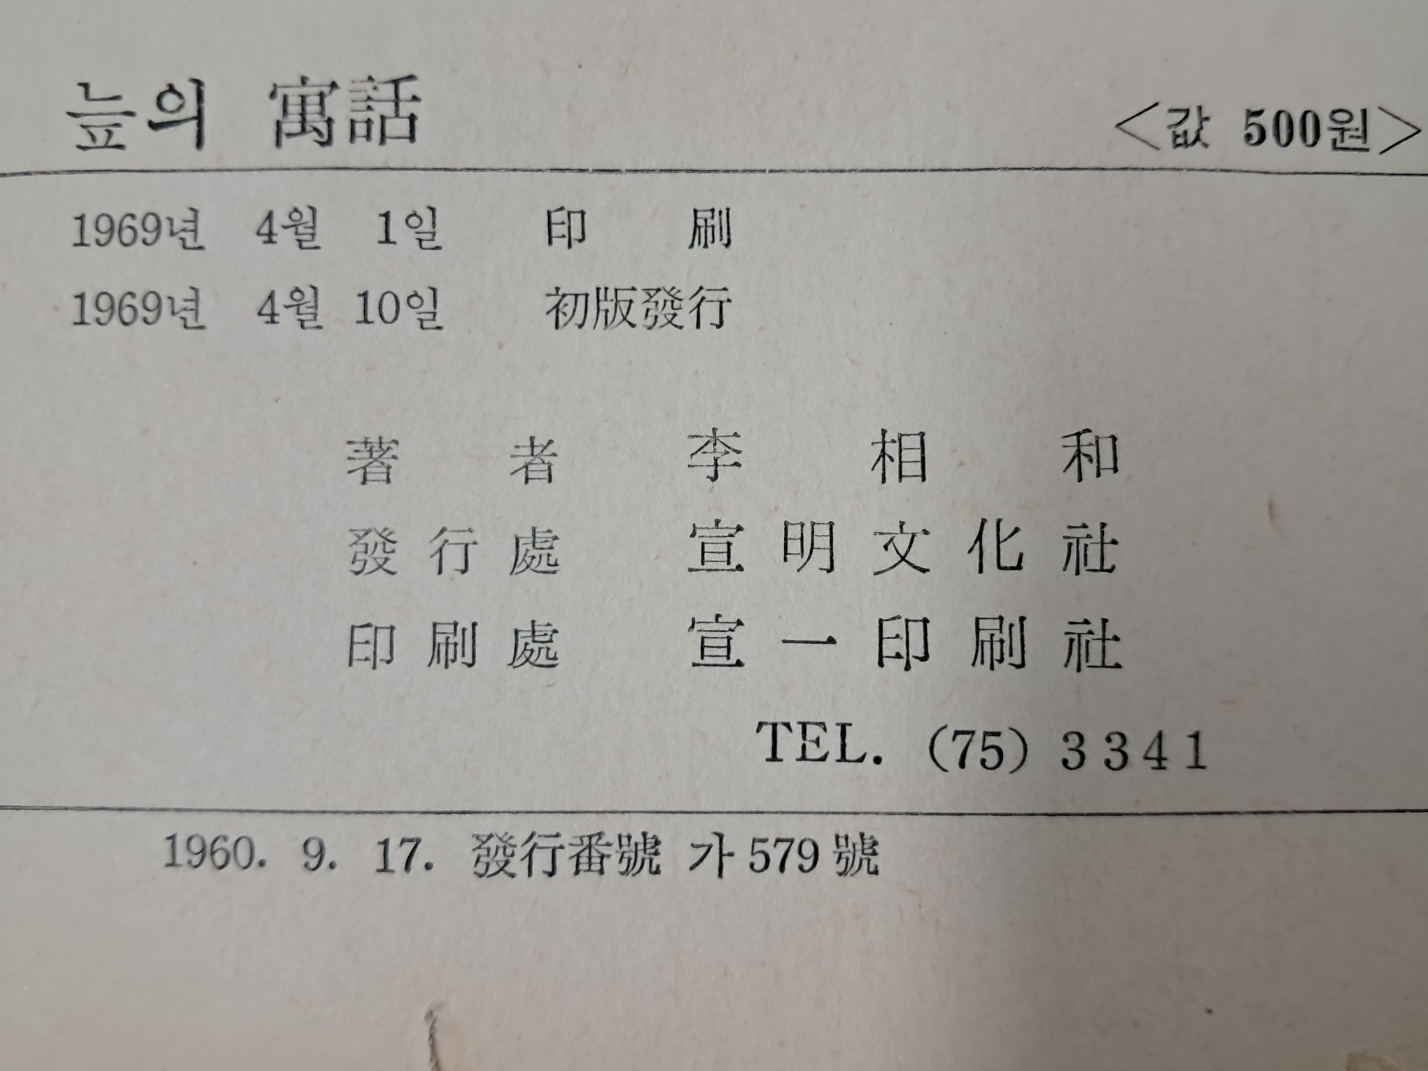 늪의 寓話 <값 500원>
1969년 4월 1일 印刷
1969년 4월 10일 初版發行
著者 李相和
發行處 宣明文化社
印刷處 宣一印刷社
TEL. (75) 3341
1960. 9. 17. 發行番號 가 579 號